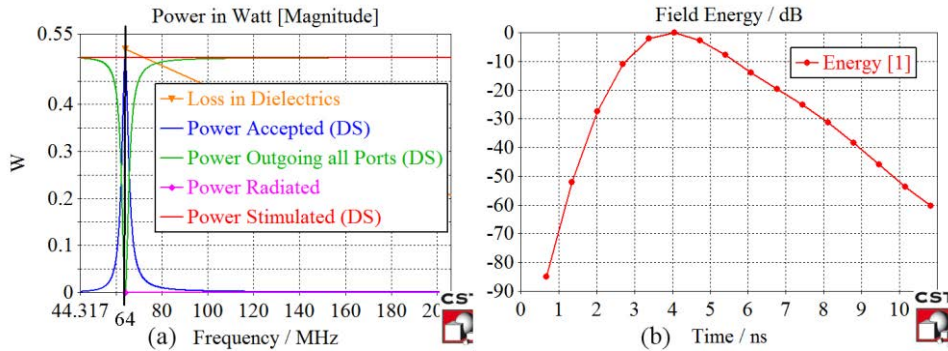 Power in Watt [Magnitude]
0.55
0.4
0.3
0.2
0.1
0
W
Loss in Dielectrics
Power Accepted (DS)
Power Outgoing all Ports (DS)
Power Radiated
Power Stimulated (DS)
44.317 64 80 100 120 140 160 180
(a) Frequency / MHz
CST
Field Energy / dB
0
-10
-20
-30
-40
-50
-60
-70
-80
-90
Energy [1]
0 1 2 3 4 5 6 7 8 9 10
(b) Time / ns
CST